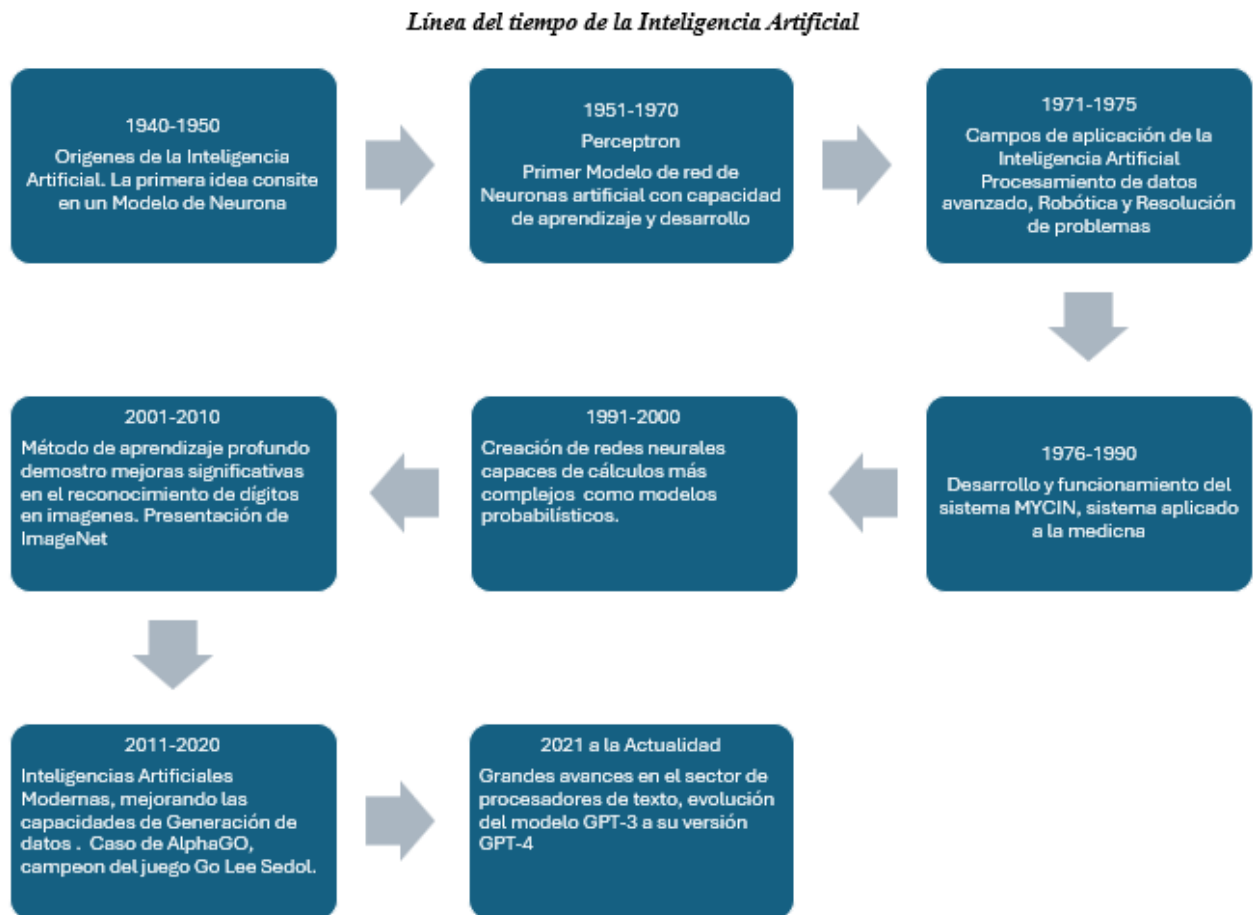 Línea del tiempo de la Inteligencia Artificial
1940-1950
Origenes de la Inteligencia
Artificial. La primera idea consite
en un Modelo de Neurona
1951-1970
Perceptron
Primer Modelo de red de
Neuronas artificial con capacidad
de aprendizaje y desarrollo
1971-1975
Campos de aplicación de la
Inteligencia Artificial
Procesamiento de datos
avanzado, Robótica y Resolución
de problemas
1976-1990
Desarrollo y funcionamiento del
sistema MYCIN, sistema aplicado
a la medicna
1991-2000
Creación de redes neurales
capaces de cálculos más
complejos como modelos
probabilísticos.
2001-2010
Método de aprendizaje profundo
demostro mejoras significativas
en el reconocimiento de dígitos
en imagenes. Presentación de
ImageNet
2011-2020
Inteligencias Artificiales
Modernas, mejorando las
capacidades de Generación de
datos . Caso de AlphaGO,
campeon del juego Go Lee Sedol.
2021 a la Actualidad
Grandes avances en el sector de
procesadores de texto, evolución
del modelo GPT-3 a su versión
GPT-4